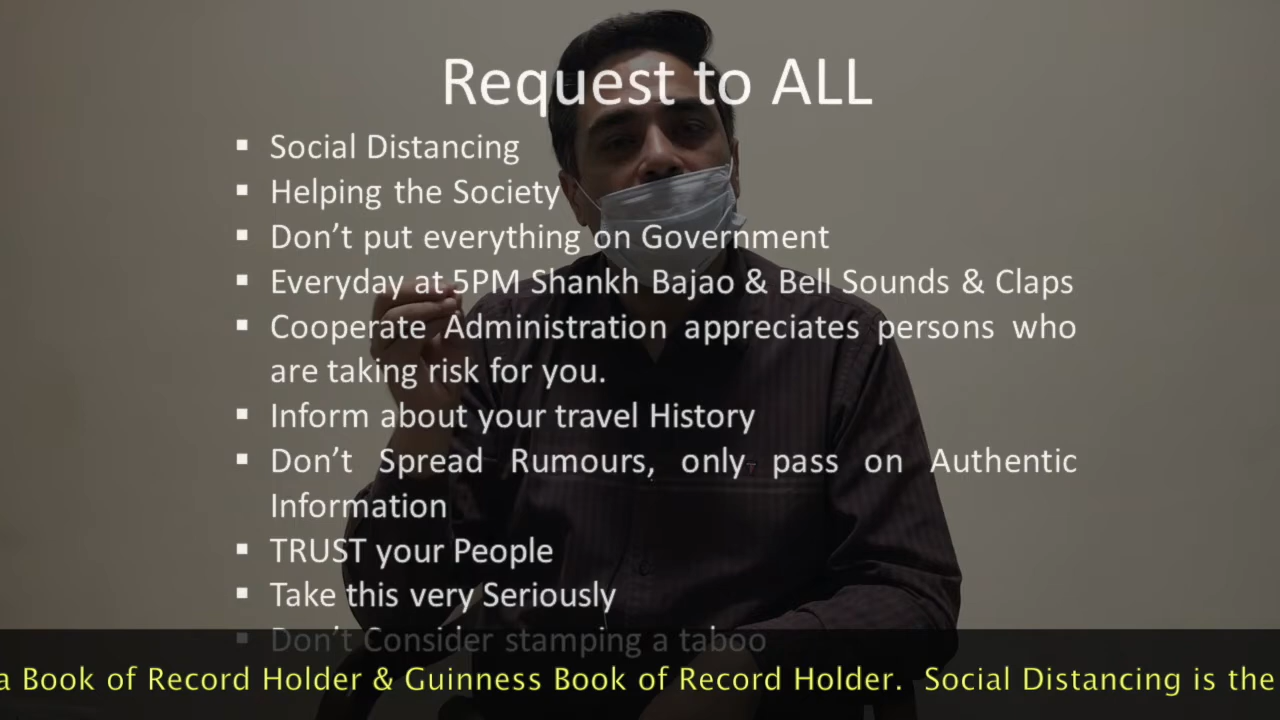 Request to ALL
▪ Social Distancing
▪ Helping the Society
▪ Don’t put everything on Government
▪ Everyday at 5PM Shankh Bajao & Bell Sounds & Claps
▪ Cooperate Administration appreciates persons who
are taking risk for you.
▪ Inform about your travel History
▪ Don’t Spread Rumours, only pass on Authentic
Information
▪ TRUST your People
▪ Take this very Seriously
▪ Don’t Consider stamping a taboo
a Book of Record Holder & Guinness Book of Record Holder. Social Distancing is the